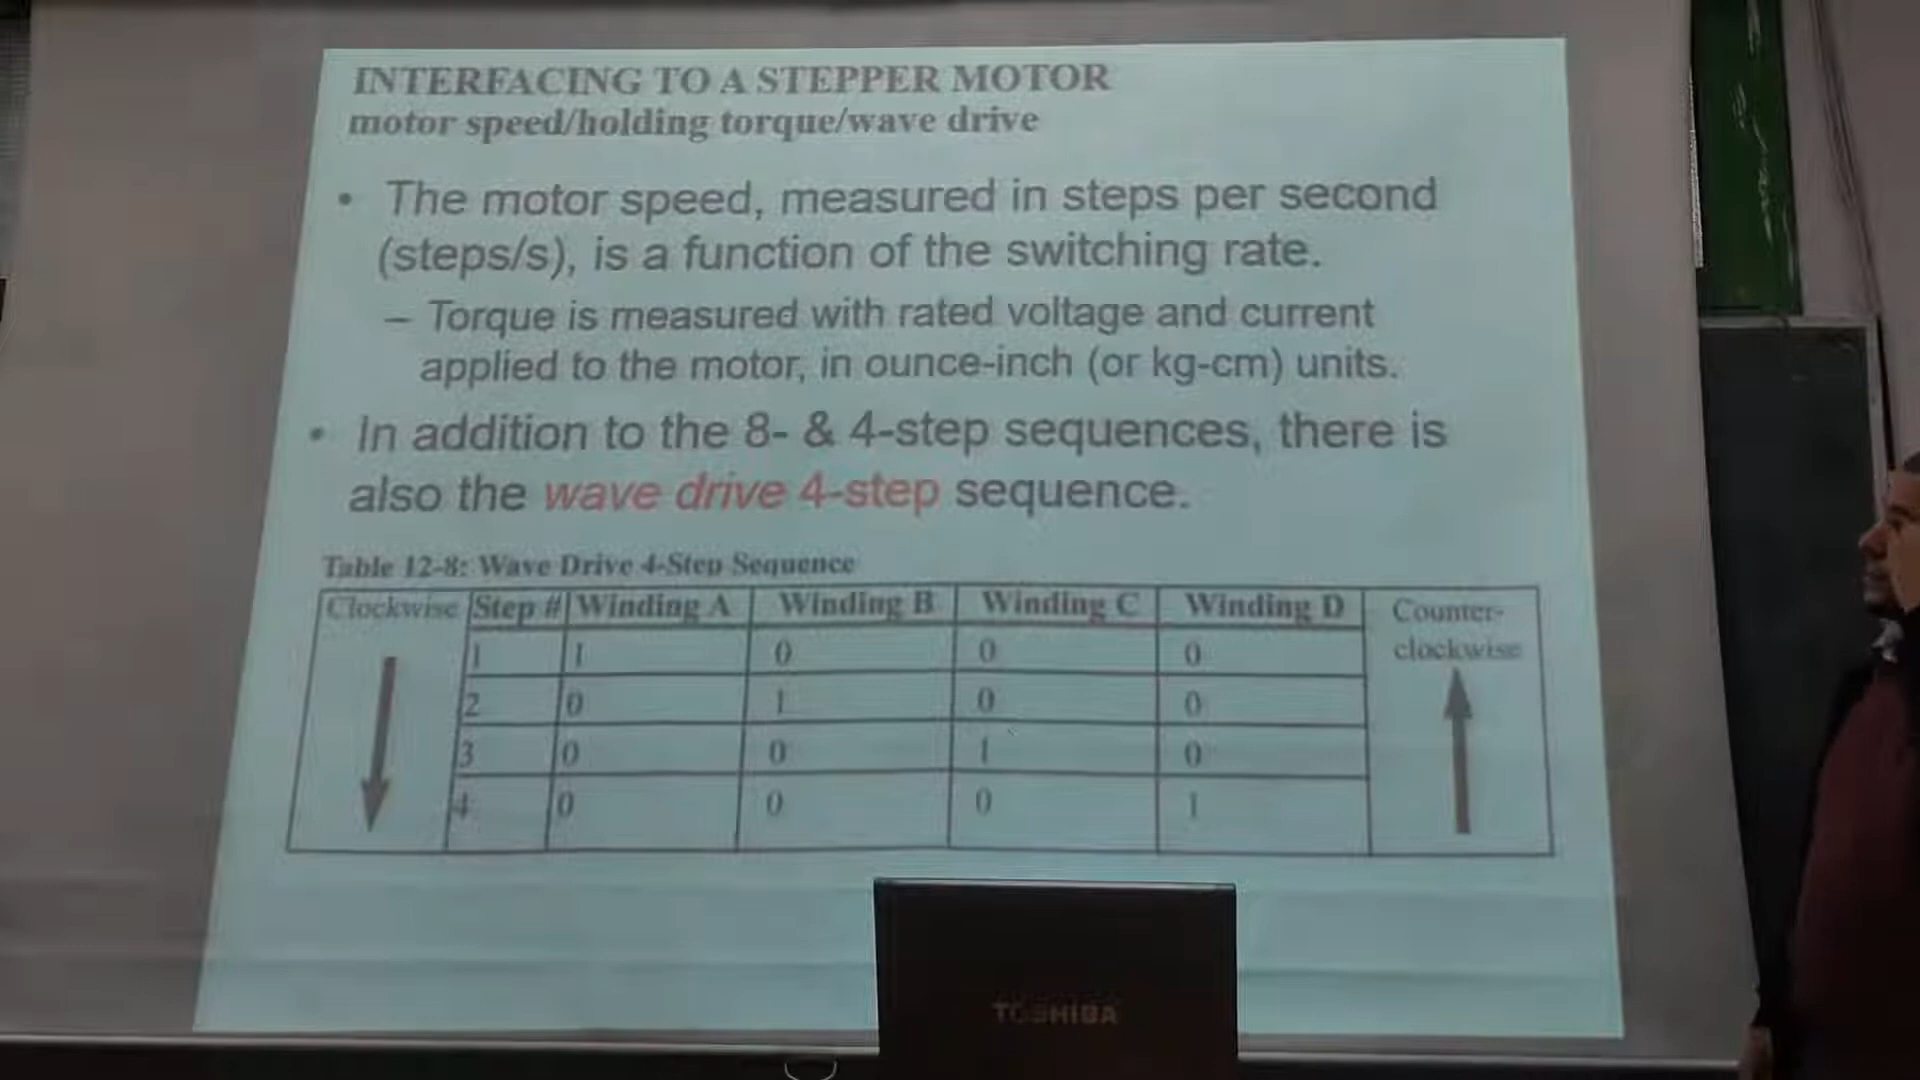 INTERFACING TO A STEPPER MOTOR
motor speed/holding torque/wave drive
• The motor speed, measured in steps per second
(steps/s), is a function of the switching rate.
– Torque is measured with rated voltage and current
applied to the motor, in ounce-inch (or kg-cm) units.
• In addition to the 8- & 4-step sequences, there is
also the wave drive 4-step sequence.
Table 12-8: Wave Drive 4-Step Sequence
Clockwise Step # Winding A Winding B Winding C Winding D Counter-
clockwise
1 1 0 0 0
2 0 1 0 0
3 0 0 1 0
4 0 0 0 1
TOSHIBA